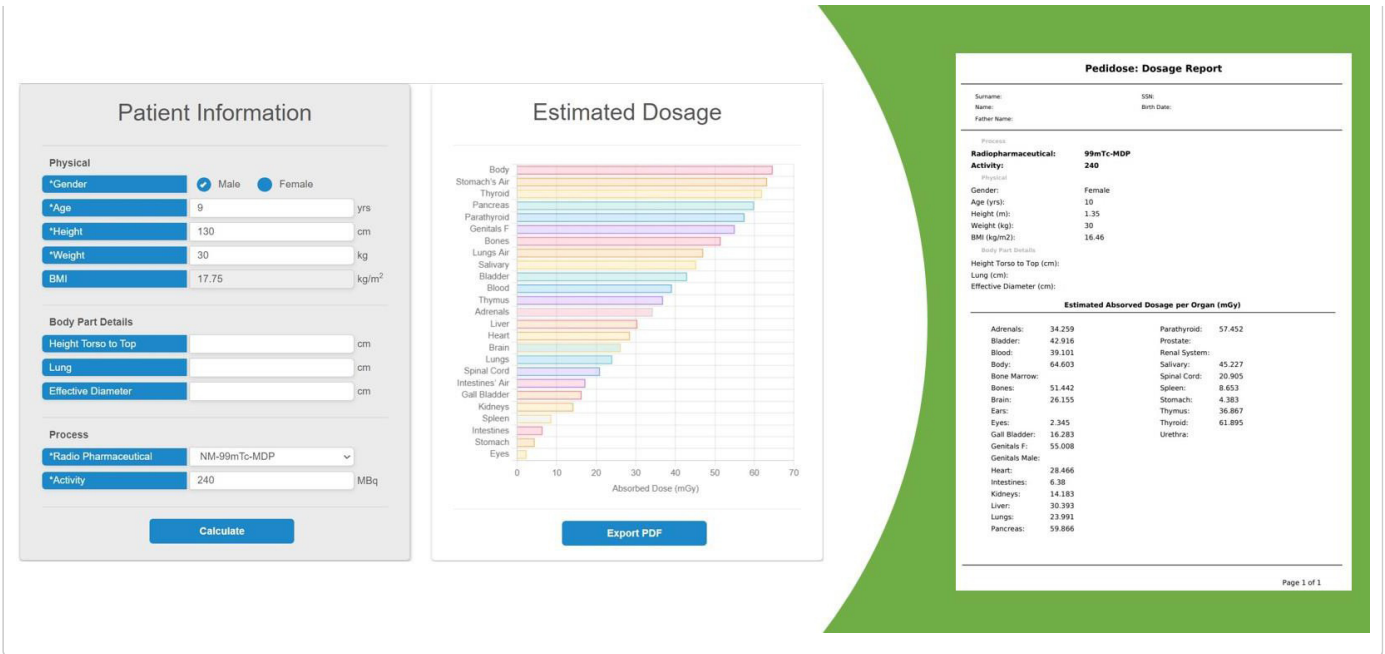 Patient Information
Physical
*Gender Male Female
*Age 9 yrs
*Height 130 cm
*Weight 30 kg
BMI 17.75 kg/m2
Body Part Details
Height Torso to Top cm
Lung cm
Effective Diameter cm
Process
*Radio Pharmaceutical NM-99mTc-MDP
*Activity 240 MBq
Calculate
Estimated Dosage
Body
Stomach's Air
Thyroid
Pancreas
Parathyroid
Genitals F
Bones
Lungs Air
Salivary
Bladder
Blood
Thymus
Adrenals
Liver
Heart
Brain
Lungs
Spinal Cord
Intestines' Air
Gall Bladder
Kidneys
Spleen
Intestines
Stomach
Eyes
0 10 20 30 40 50 60 70
Absorbed Dose (mGy)
Export PDF
Pedidose: Dosage Report
Surname: SSN:
Name: Birth Date:
Father Name:
Process
Radiopharmaceutical: 99mTc-MDP
Activity: 240
Physical
Gender: Female
Age (yrs): 10
Height (m): 1.35
Weight (kg): 30
BMI (kg/m2): 16.46
Body Part Details
Height Torso to Top (cm):
Lung (cm):
Effective Diameter (cm):
Estimated Absorved Dosage per Organ (mGy)
Adrenals: 34.259 Parathyroid: 57.452
Bladder: 42.916 Prostate:
Blood: 39.101 Renal System:
Body: 64.603 Salivary: 45.227
Bone Marrow: Spinal Cord: 20.905
Bones: 51.442 Spleen: 8.653
Brain: 26.155 Stomach: 4.383
Ears: Thymus: 36.867
Eyes: 2.345 Thyroid: 61.895
Gall Bladder: 16.283 Urethra:
Genitals F: 55.008
Genitals Male:
Heart: 28.466
Intestines: 6.38
Kidneys: 14.183
Liver: 30.393
Lungs: 23.991
Pancreas: 59.866
Page 1 of 1